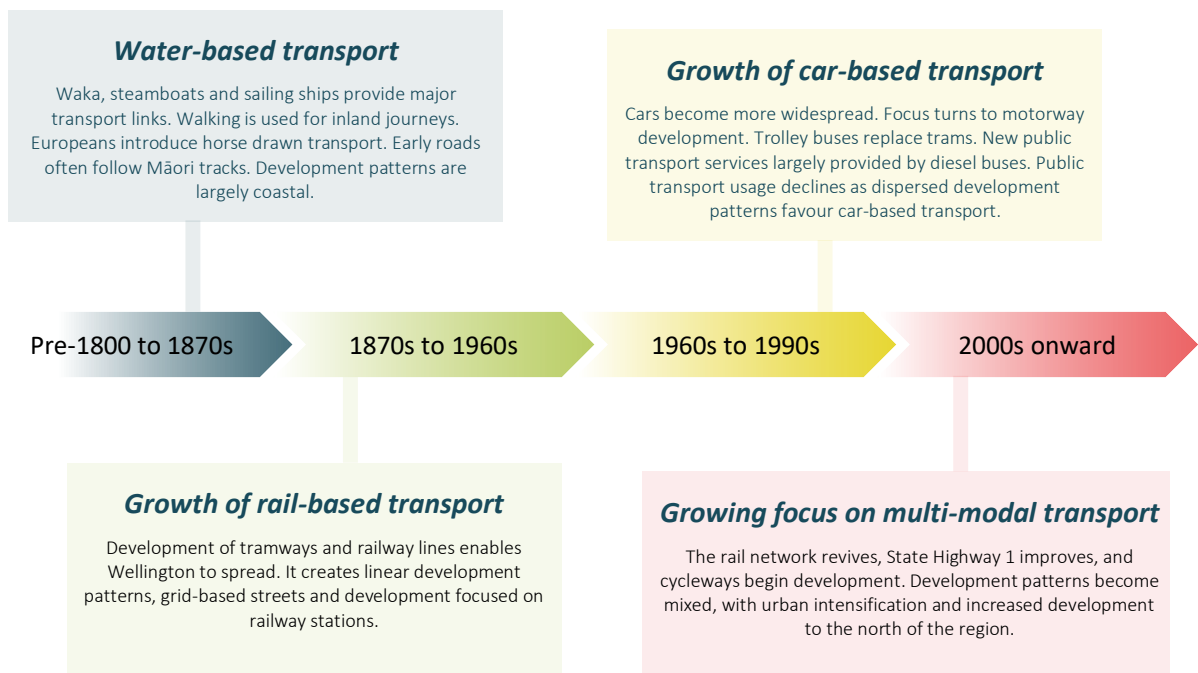 Water-based transport
Waka, steamboats and sailing ships provide major
transport links. Walking is used for inland journeys.
Europeans introduce horse drawn transport. Early roads
often follow Māori tracks. Development patterns are
largely coastal.
Growth of car-based transport
Cars become more widespread. Focus turns to motorway
development. Trolley buses replace trams. New public
transport services largely provided by diesel buses. Public
transport usage declines as dispersed development
patterns favour car-based transport.
Pre-1800 to 1870s
1870s to 1960s
1960s to 1990s
2000s onward
Growth of rail-based transport
Development of tramways and railway lines enables
Wellington to spread. It creates linear development
patterns, grid-based streets and development focused on
railway stations.
Growing focus on multi-modal transport
The rail network revives, State Highway 1 improves, and
cycleways begin development. Development patterns become
mixed, with urban intensification and increased development
to the north of the region.